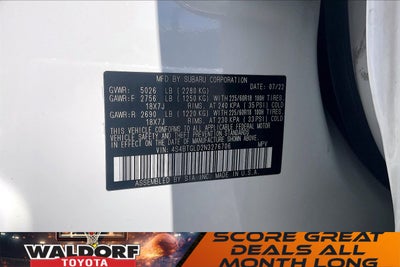 MFD BY SUBARU CORPORATION 07/22
GVWR: 5026 LB (2280 KG)
GAWR:F 2756 LB (1250 KG) WITH 225/60R18 100H TIRES,
18X7J RIMS, AT 240 KPA (35 PSI) COLD
GAWR:R 2690 LB (1220 KG) WITH 225/60R18 100H TIRES,
18X7J RIMS, AT 230 KPA (33 PSI) COLD
THIS VEHICLE CONFORMS TO ALL APPLICABLE
FEDERAL MOTOR VEHICLE SAFETY, BUMPER, AND
THEFT PREVENTION STANDARDS IN EFFECT ON
THE DATE OF MANUFACTURE SHOWN ABOVE.
VIN: 4S4BTGLD0N3276706 MPV
ASSEMBLED BY SIA-INC., MADE IN U.S.A.
WALDORF
TOYOTA
SCORE GREAT
DEALS ALL
MONTH LONG